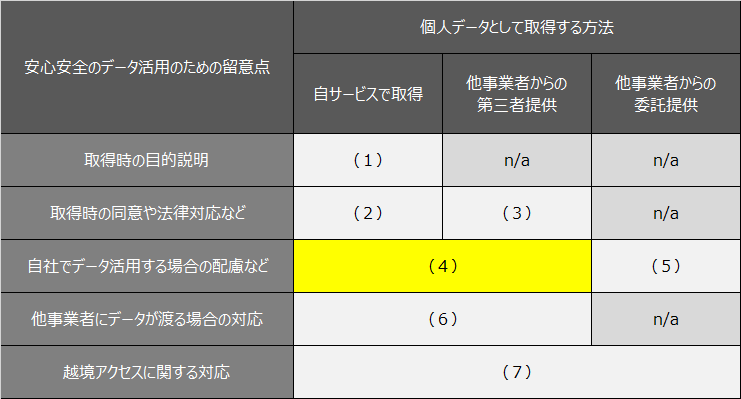 安心安全のデータ活用のための留意点
個人データとして取得する方法
自サービスで取得
他事業者からの
第三者提供
他事業者からの
委託提供
取得時の目的説明
（１）
n/a
n/a
取得時の同意や法律対応など
（２）
（３）
n/a
自社でデータ活用する場合の配慮など
（４）
（５）
他事業者にデータが渡る場合の対応
（６）
n/a
越境アクセスに関する対応
（７）